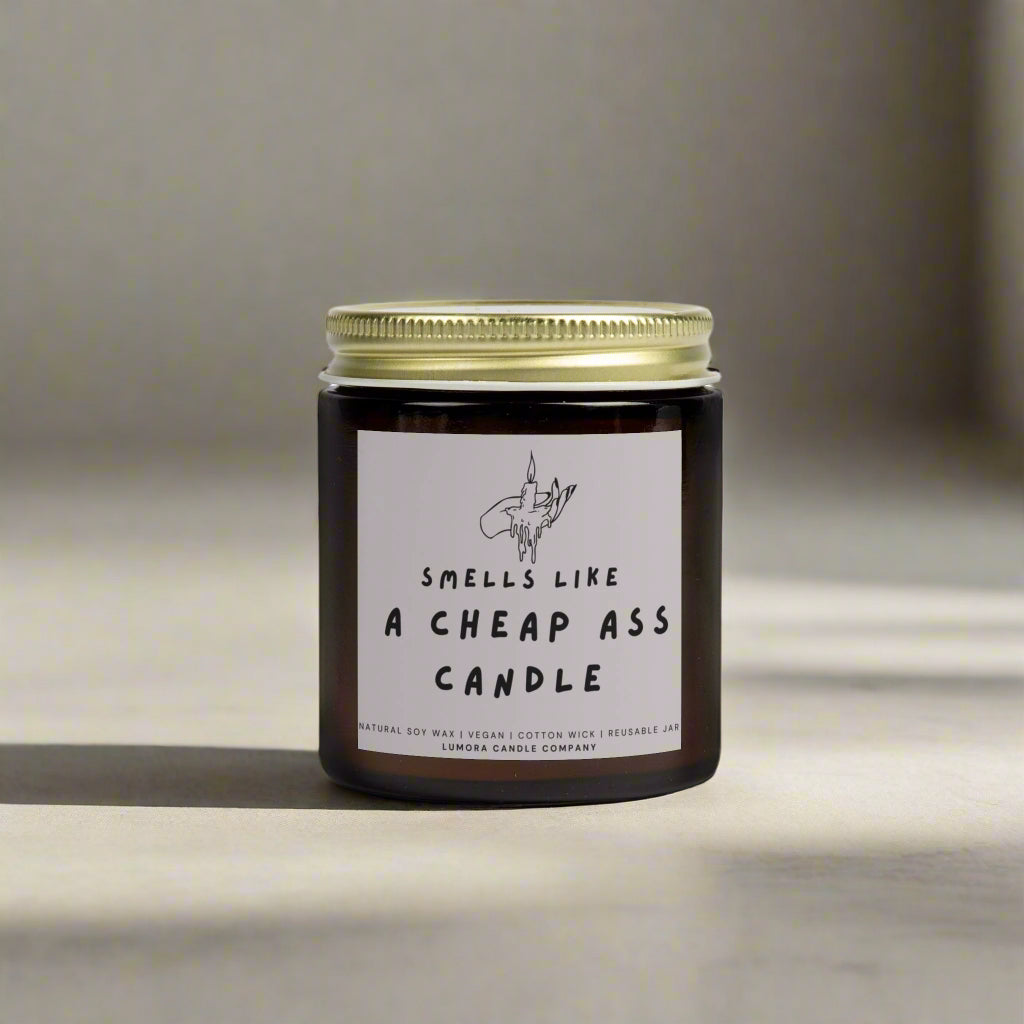 SMELLS LIKE
A CHEAP ASS
CANDLE
NATURAL SOY WAX | VEGAN | COTTON WICK | REUSABLE JAR
LUMORA CANDLE COMPANY